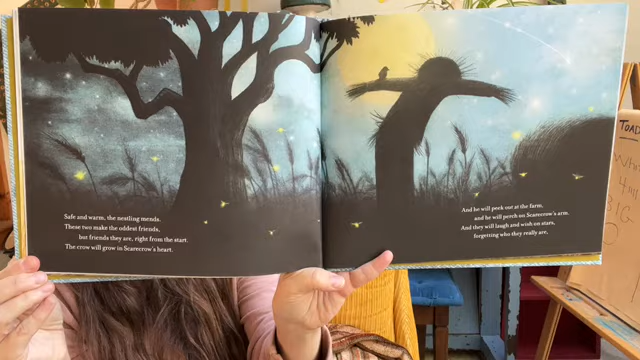 Safe and warm, the nestling mends.
These two make the oddest friends,
but friends they are, right from the start.
The crow will grow in Scarecrow's heart.
And he will peek out at the farm,
and he will perch on Scarecrow's arm.
And they will laugh and wish on stars,
forgetting who they really are,
TOAD